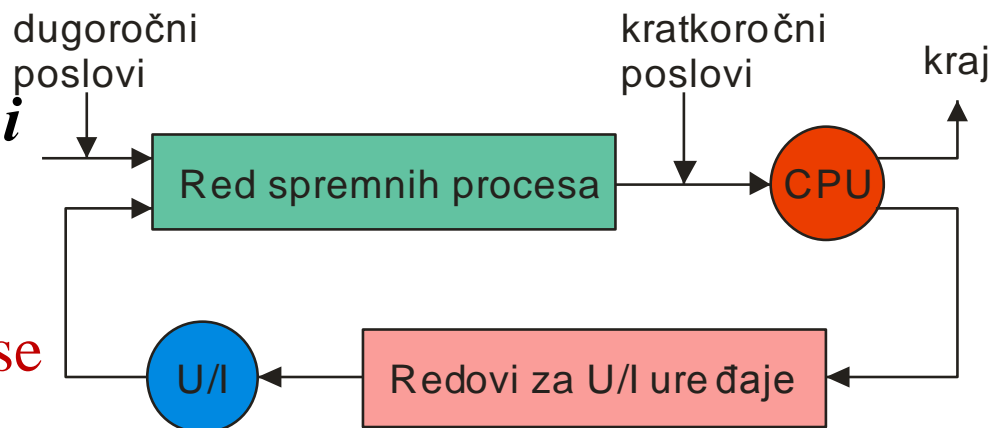 dugoročni
poslovi
kratkoročni
poslovi
kraj
i
Red spremnih procesa
CPU
se
U/I
Redovi za U/I uređaje